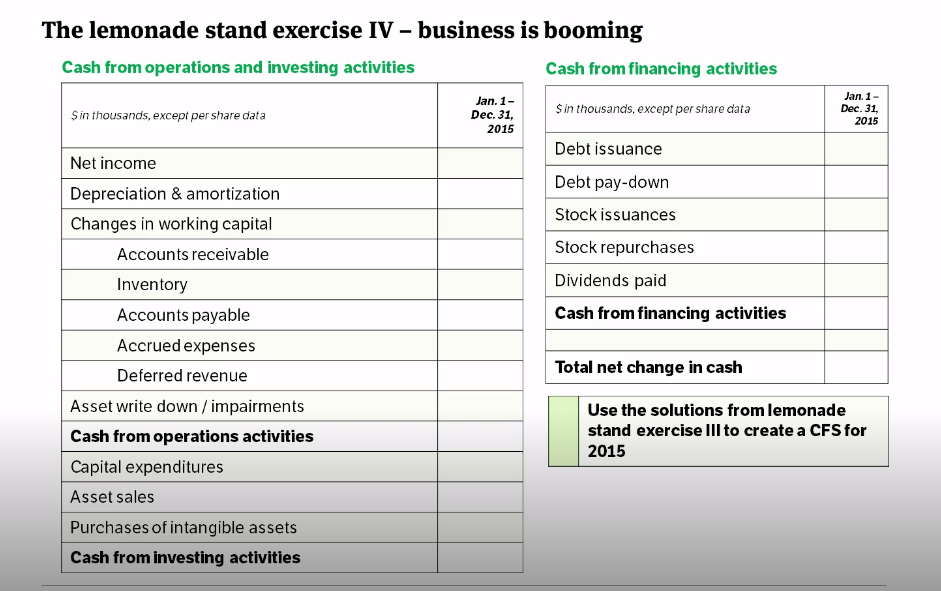 The lemonade stand exercise IV – business is booming
Cash from operations and investing activities
$ in thousands, except per share data
Jan. 1 –
Dec. 31,
2015
Net income
Depreciation & amortization
Changes in working capital
Accounts receivable
Inventory
Accounts payable
Accrued expenses
Deferred revenue
Asset write down / impairments
Cash from operations activities
Capital expenditures
Asset sales
Purchases of intangible assets
Cash from investing activities
Cash from financing activities
$ in thousands, except per share data
Jan. 1 –
Dec. 31,
2015
Debt issuance
Debt pay-down
Stock issuances
Stock repurchases
Dividends paid
Cash from financing activities
Total net change in cash
Use the solutions from lemonade
stand exercise III to create a CFS for
2015